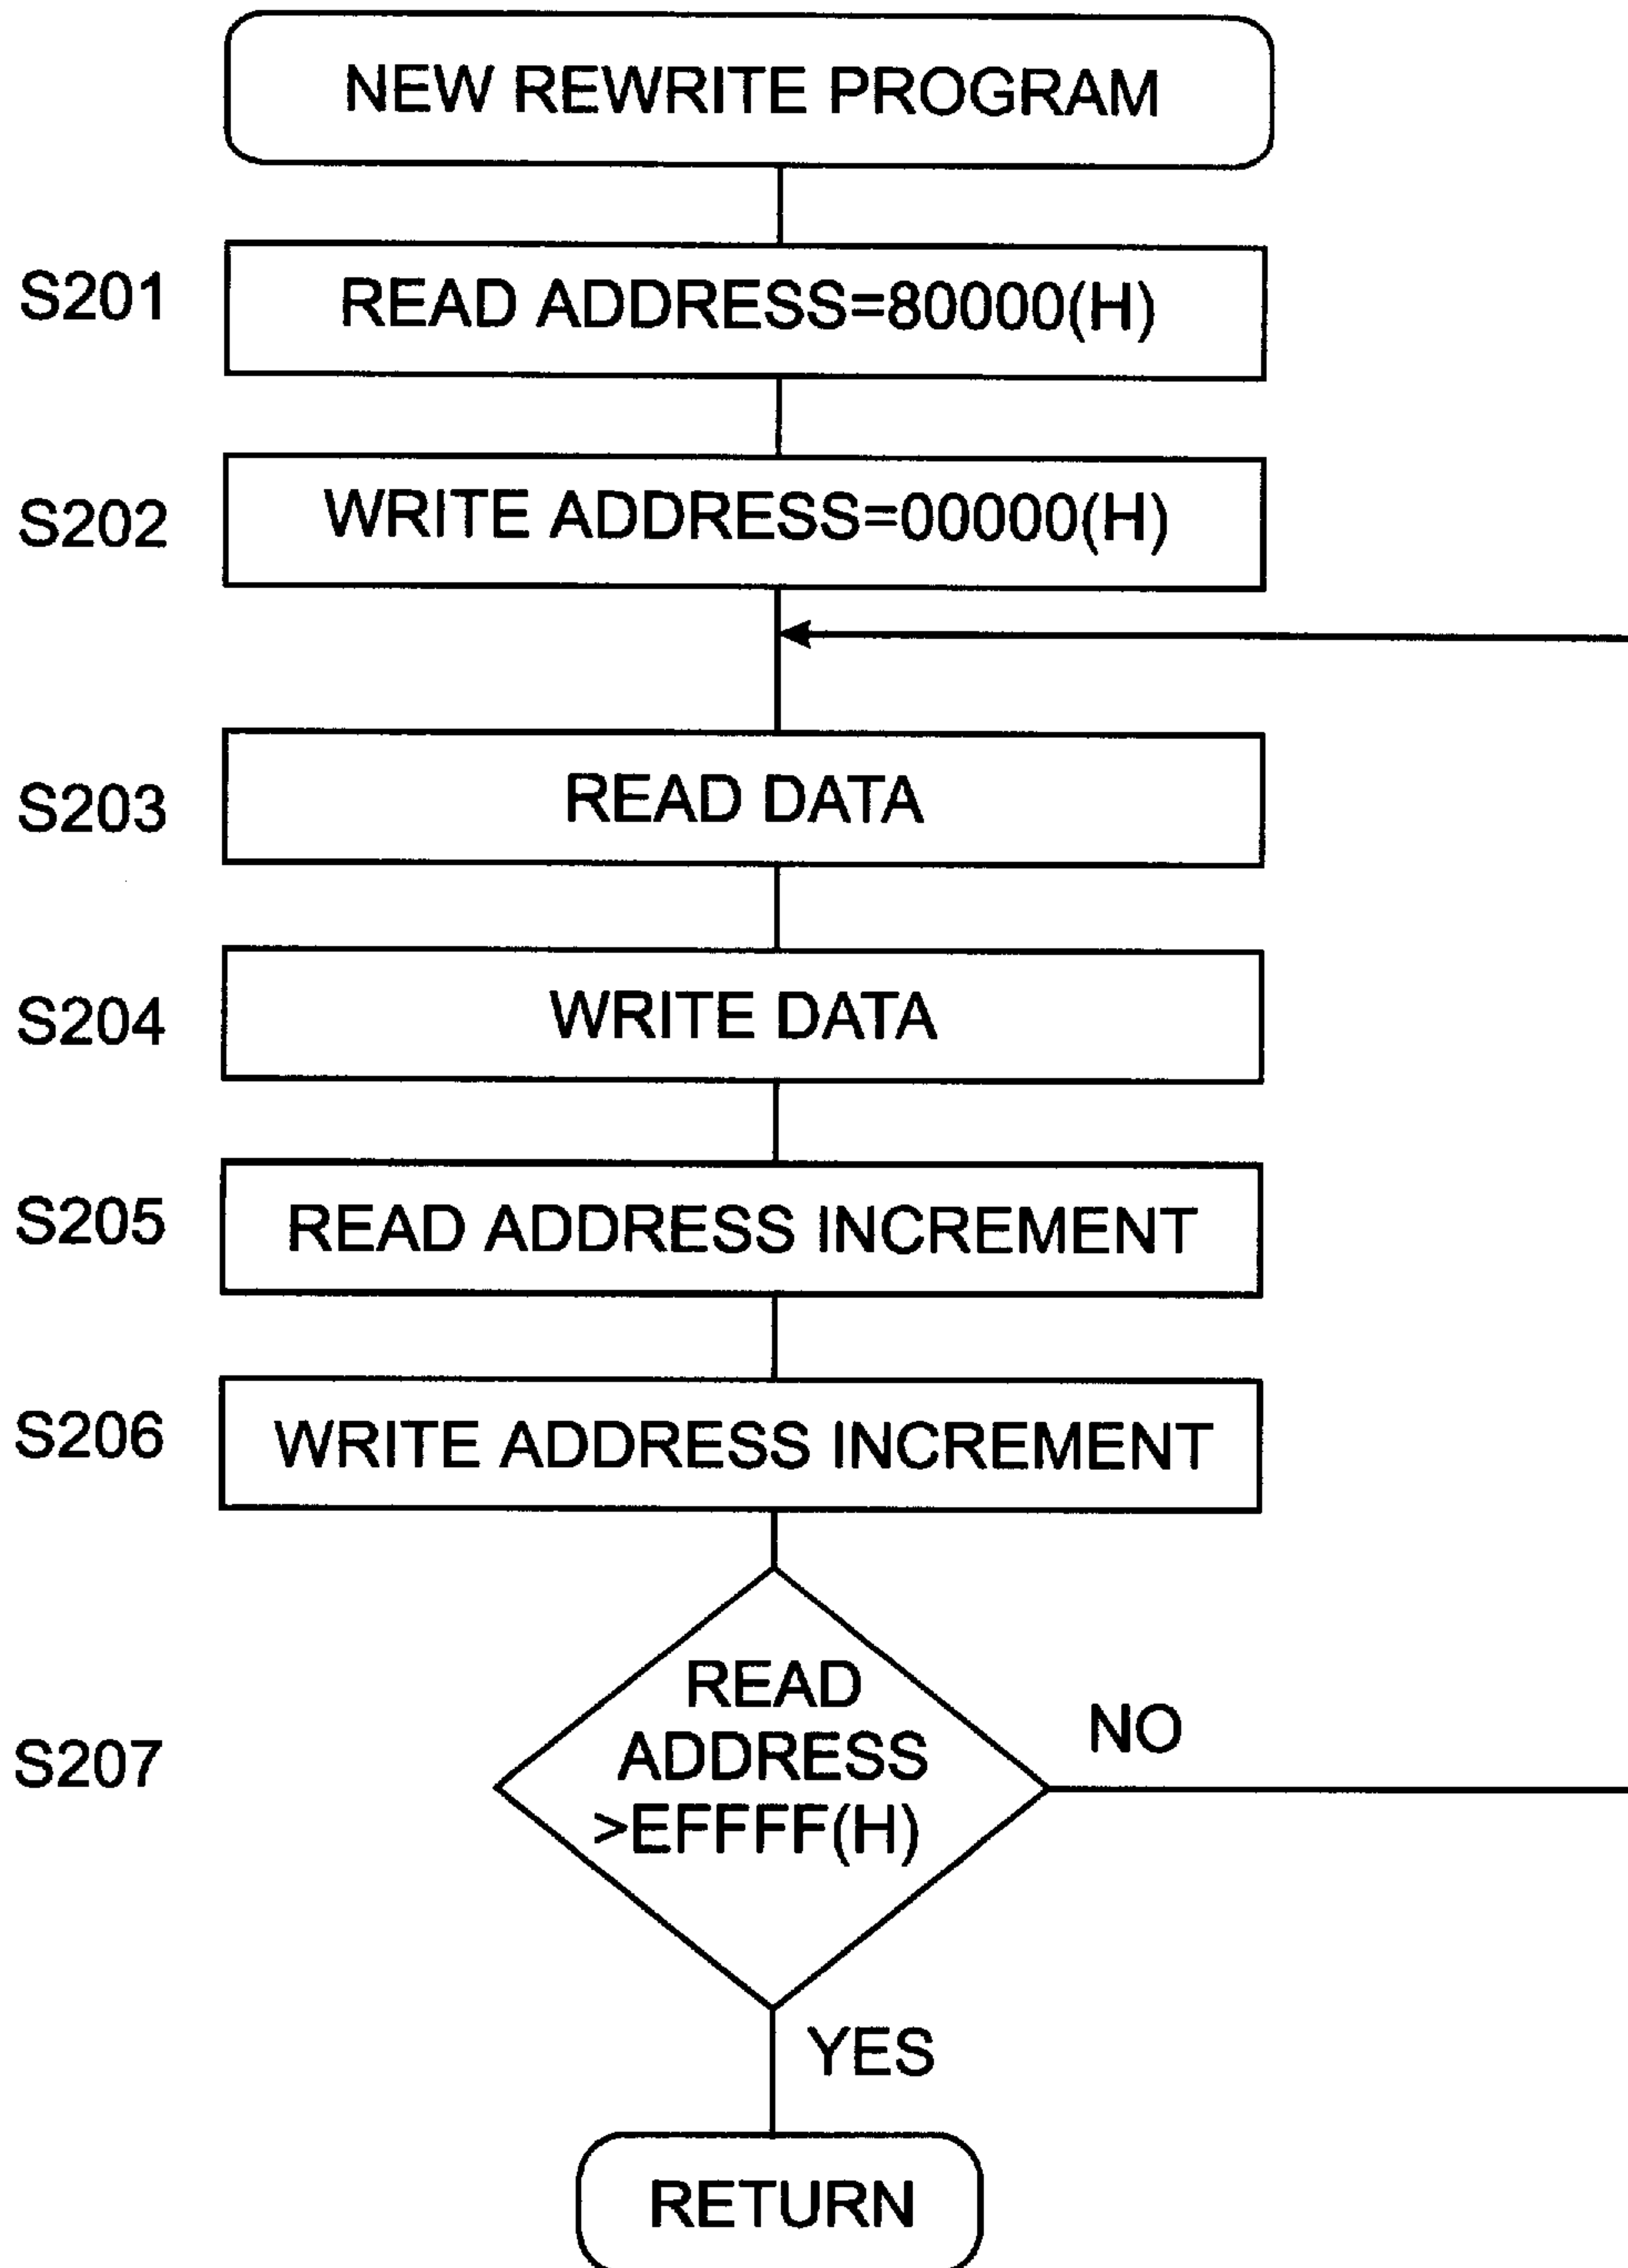 NEW REWRITE PROGRAM
S201
READ ADDRESS=80000(H)
S202
WRITE ADDRESS=00000(H)
S203
READ DATA
S204
WRITE DATA
S205
READ ADDRESS INCREMENT
S206
WRITE ADDRESS INCREMENT
S207
READ
ADDRESS
>EFFFF(H)
NO
YES
RETURN